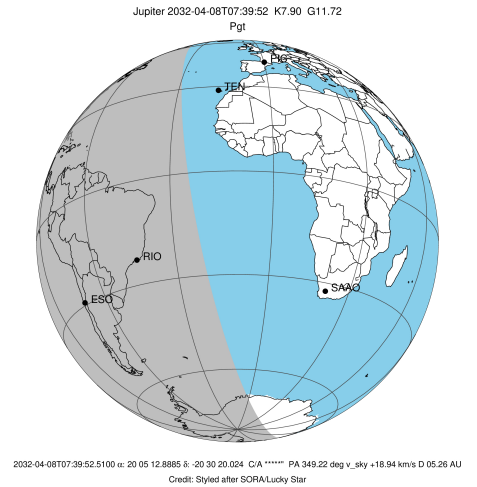 Jupiter 2032-04-08T07:39:52  K7.90  G11.72
Pgt
PIC
TEN
RIO
ESO
SAAO
2032-04-08T07:39:52.5100 α: 20 05 12.8885 δ: -20 30 20.024  C/A *****"  PA 349.22 deg v_sky +18.94 km/s D 05.26 AU
Credit: Styled after SORA/Lucky Star